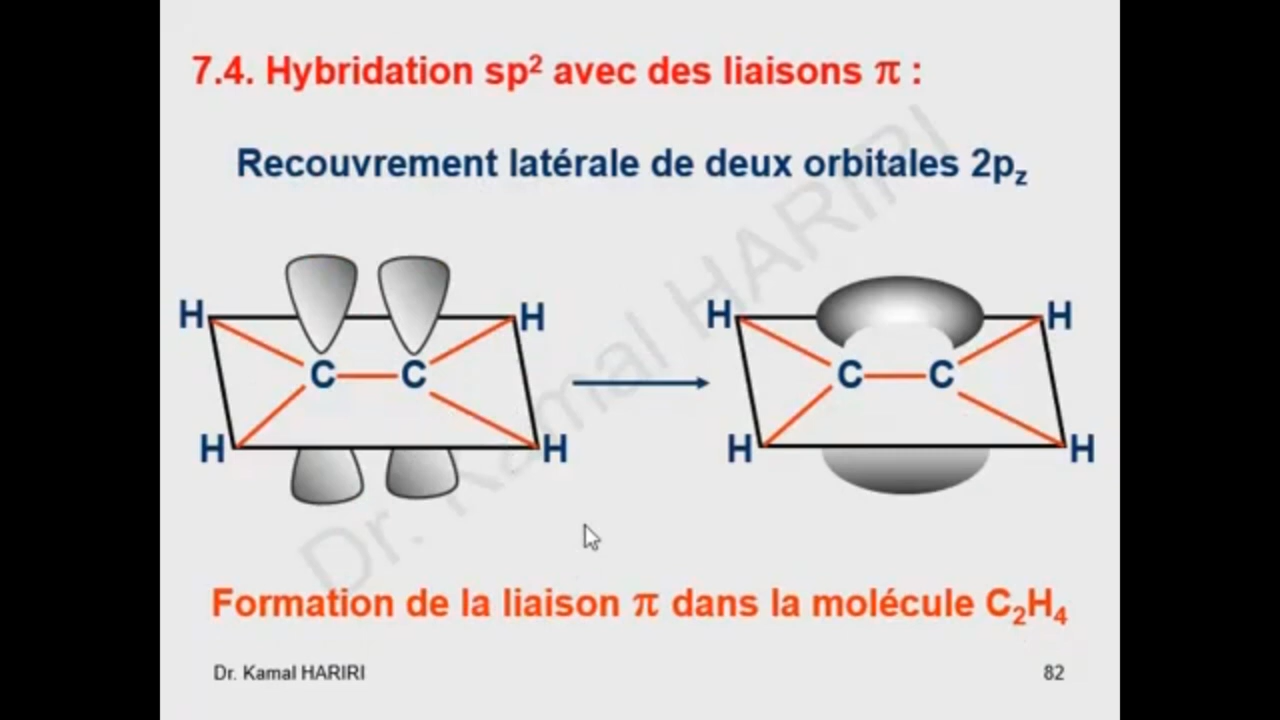 7.4. Hybridation sp² avec des liaisons π :
Recouvrement latérale de deux orbitales 2pz
H H H H
C C C C
H H H H
Formation de la liaison π dans la molécule C₂H₄
Dr. Kamal HARIRI 82
Dr. Kamal HARIRI